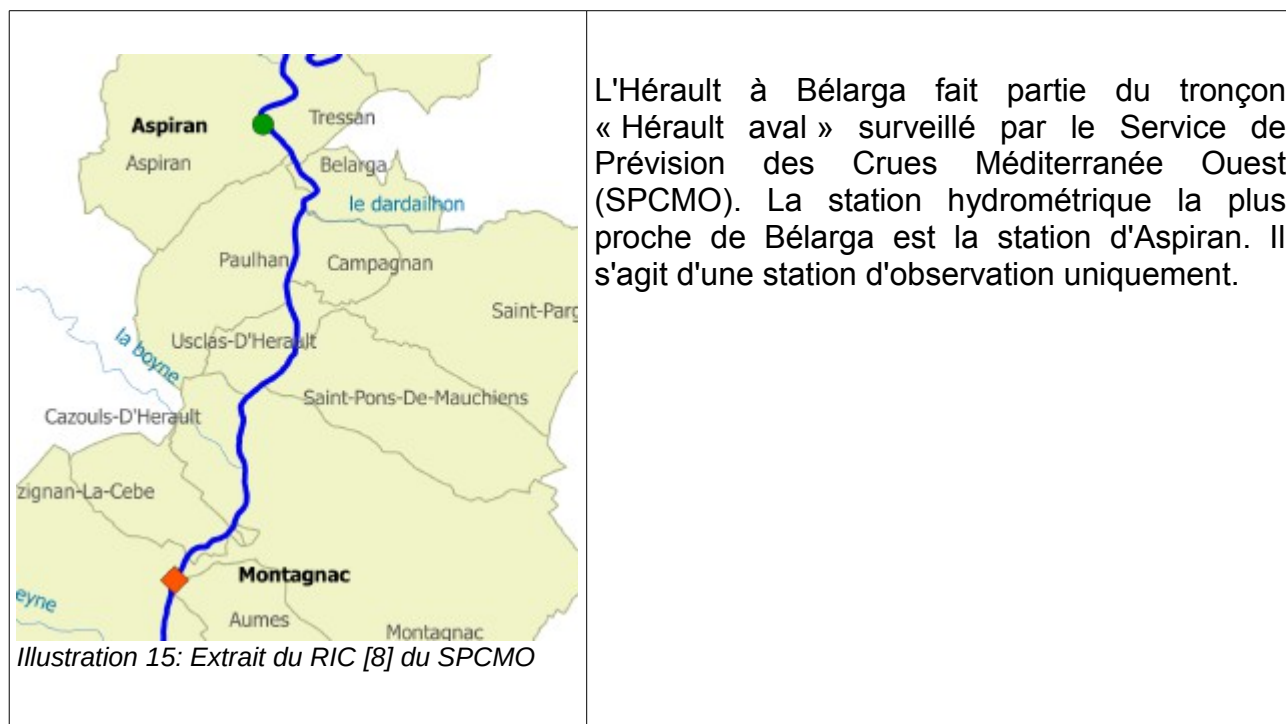 Aspiran
Tressan
Aspiran
Belarga
le dardailhon
Paulhan
Campagnan
Saint-Parg
la boyne
Usclas-D'Herault
Saint-Pons-De-Mauchiens
Cazouls-D'Herault
zignan-La-Cebe
Montagnac
eyne
Aumes
Montagnac
Illustration 15: Extrait du RIC [8] du SPCMO
L'Hérault à Bélarga fait partie du tronçon
« Hérault aval » surveillé par le Service de
Prévision des Crues Méditerranée Ouest
(SPCMO). La station hydrométrique la plus
proche de Bélarga est la station d'Aspiran. Il
s'agit d'une station d'observation uniquement.